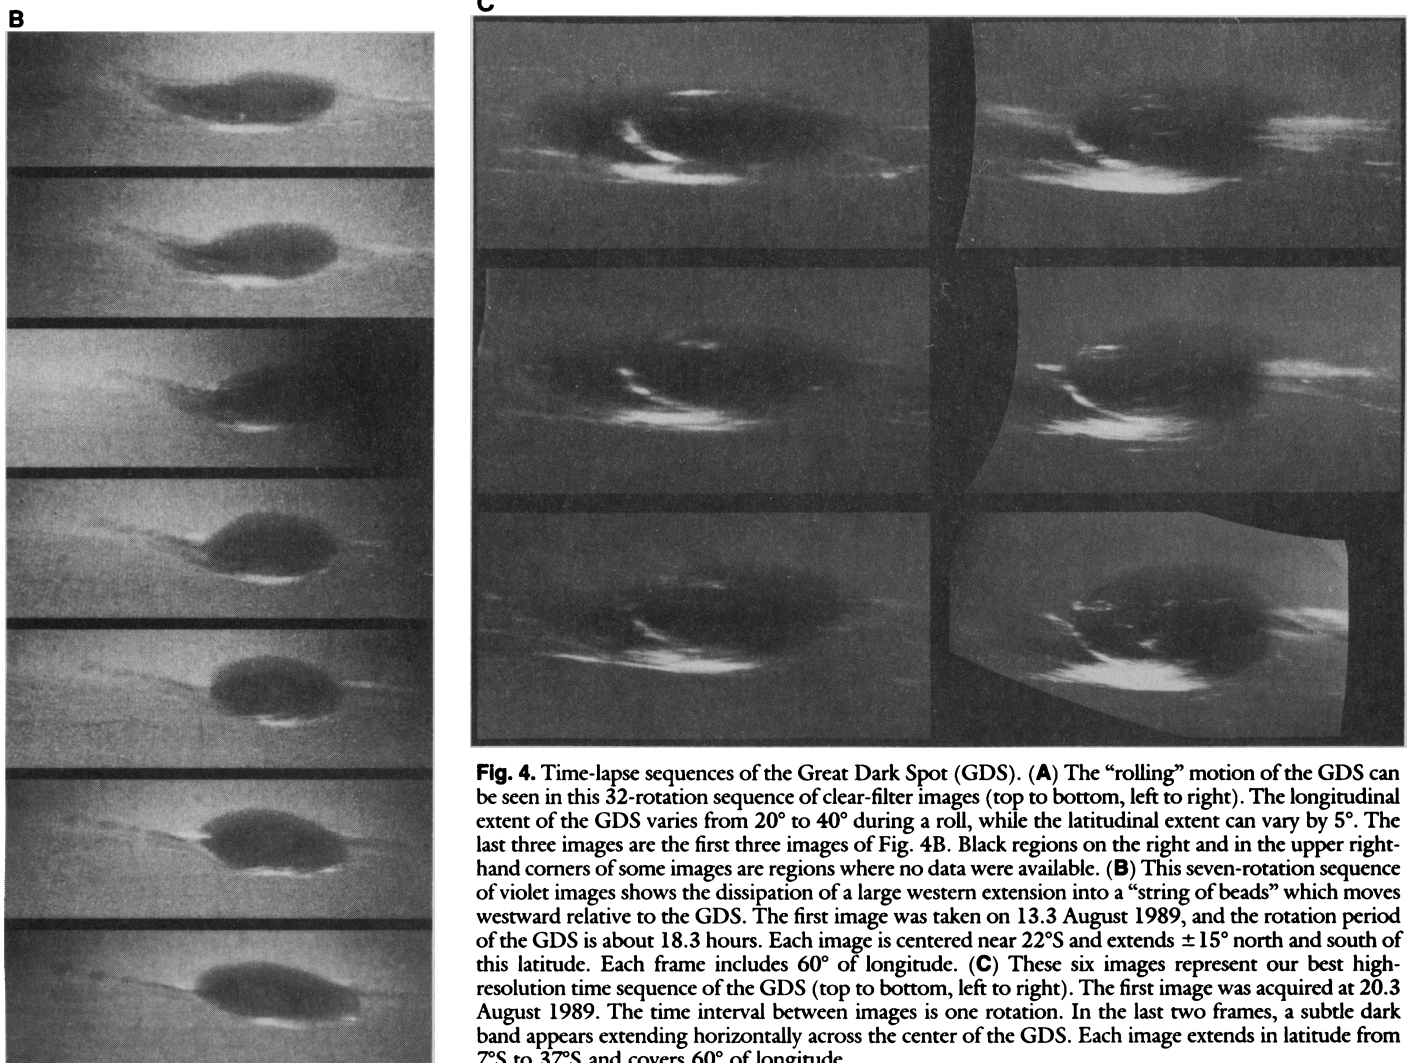 B
C
Fig. 4. Time-lapse sequences of the Great Dark Spot (GDS). (A) The “rolling” motion of the GDS can
be seen in this 32-rotation sequence of clear-filter images (top to bottom, left to right). The longitudinal
extent of the GDS varies from 20° to 40° during a roll, while the latitudinal extent can vary by 5°. The
last three images are the first three images of Fig. 4B. Black regions on the right and in the upper right-
hand corners of some images are regions where no data were available. (B) This seven-rotation sequence
of violet images shows the dissipation of a large western extension into a “string of beads” which moves
westward relative to the GDS. The first image was taken on 13.3 August 1989, and the rotation period
of the GDS is about 18.3 hours. Each image is centered near 22°S and extends ±15° north and south of
this latitude. Each frame includes 60° of longitude. (C) These six images represent our best high-
resolution time sequence of the GDS (top to bottom, left to right). The first image was acquired at 20.3
August 1989. The time interval between images is one rotation. In the last two frames, a subtle dark
band appears extending horizontally across the center of the GDS. Each image extends in latitude from
7°S to 37°S and covers 60° of longitude.